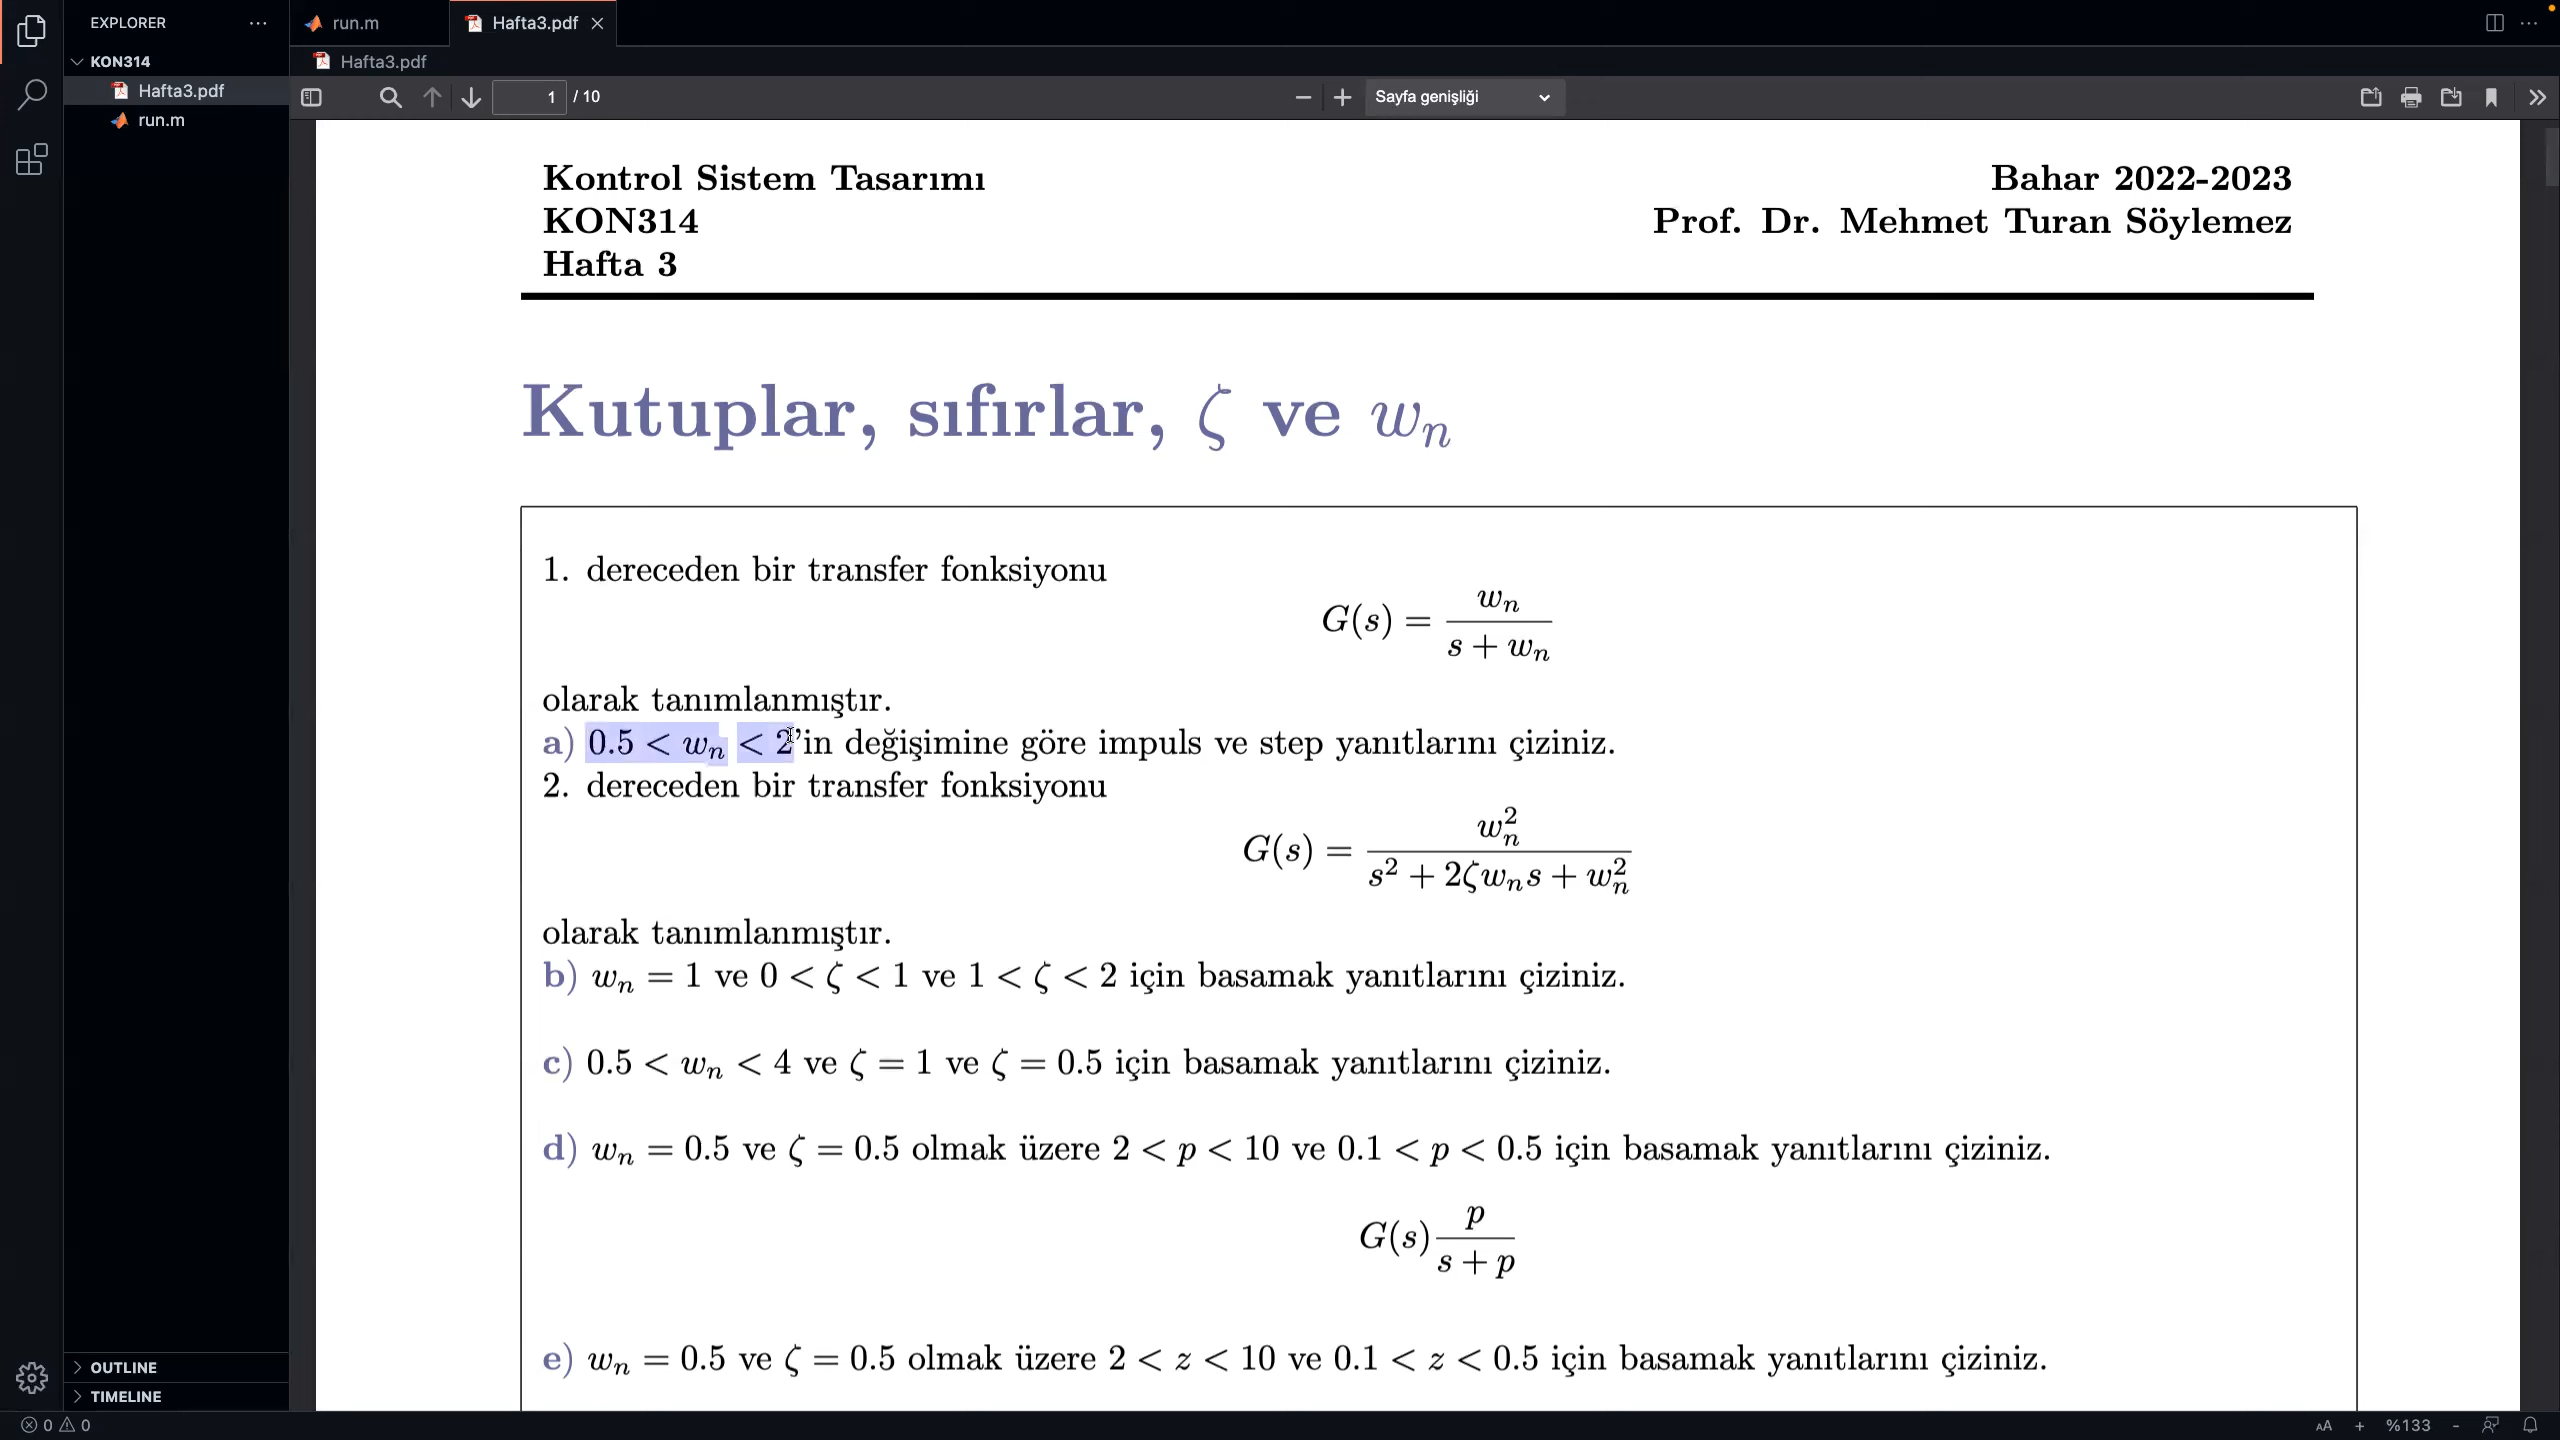 EXPLORER
run.m
Hafta3.pdf
KON314
Hafta3.pdf
Hafta3.pdf
run.m
1 / 10
Sayfa genişliği
Kontrol Sistem Tasarımı
Bahar 2022-2023
KON314
Prof. Dr. Mehmet Turan Söylemez
Hafta 3
Kutuplar, sıfırlar, ζ ve wₙ
1. dereceden bir transfer fonksiyonu
G(s) = wₙ / (s + wₙ)
olarak tanımlanmıştır.
a) 0.5 < wₙ < 2'in değişimine göre impuls ve step yanıtlarını çiziniz.
2. dereceden bir transfer fonksiyonu
G(s) = wₙ² / (s² + 2ζwₙs + wₙ²)
olarak tanımlanmıştır.
b) wₙ = 1 ve 0 < ζ < 1 ve 1 < ζ < 2 için basamak yanıtlarını çiziniz.
c) 0.5 < wₙ < 4 ve ζ = 1 ve ζ = 0.5 için basamak yanıtlarını çiziniz.
d) wₙ = 0.5 ve ζ = 0.5 olmak üzere 2 < p < 10 ve 0.1 < p < 0.5 için basamak yanıtlarını çiziniz.
G(s) p / (s + p)
e) wₙ = 0.5 ve ζ = 0.5 olmak üzere 2 < z < 10 ve 0.1 < z < 0.5 için basamak yanıtlarını çiziniz.
OUTLINE
TIMELINE
0 0
AA + %133 -